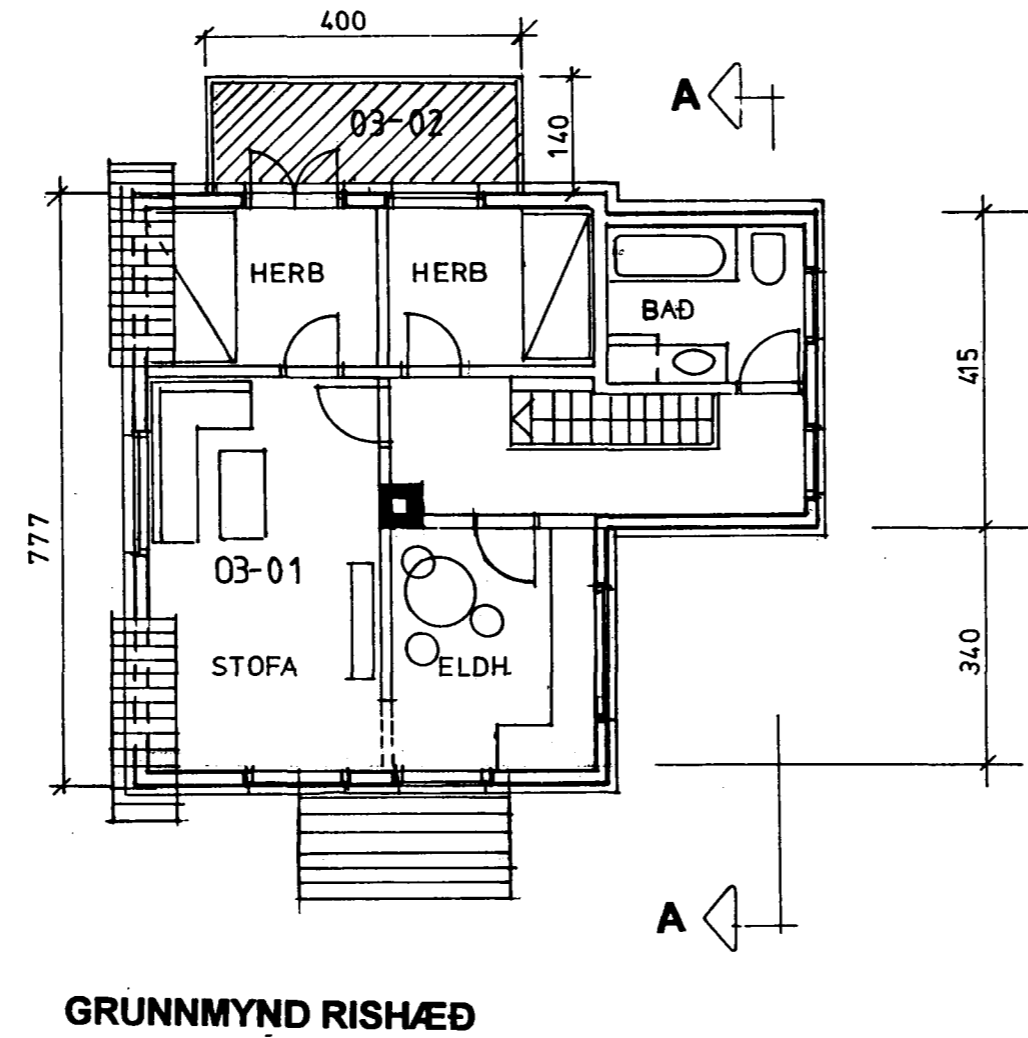 400
A
03-02
140
HERB
HERB
BAÐ
415
777
03-01
STOFA
ELDH.
340
A
GRUNNMYND RISHÆÐ